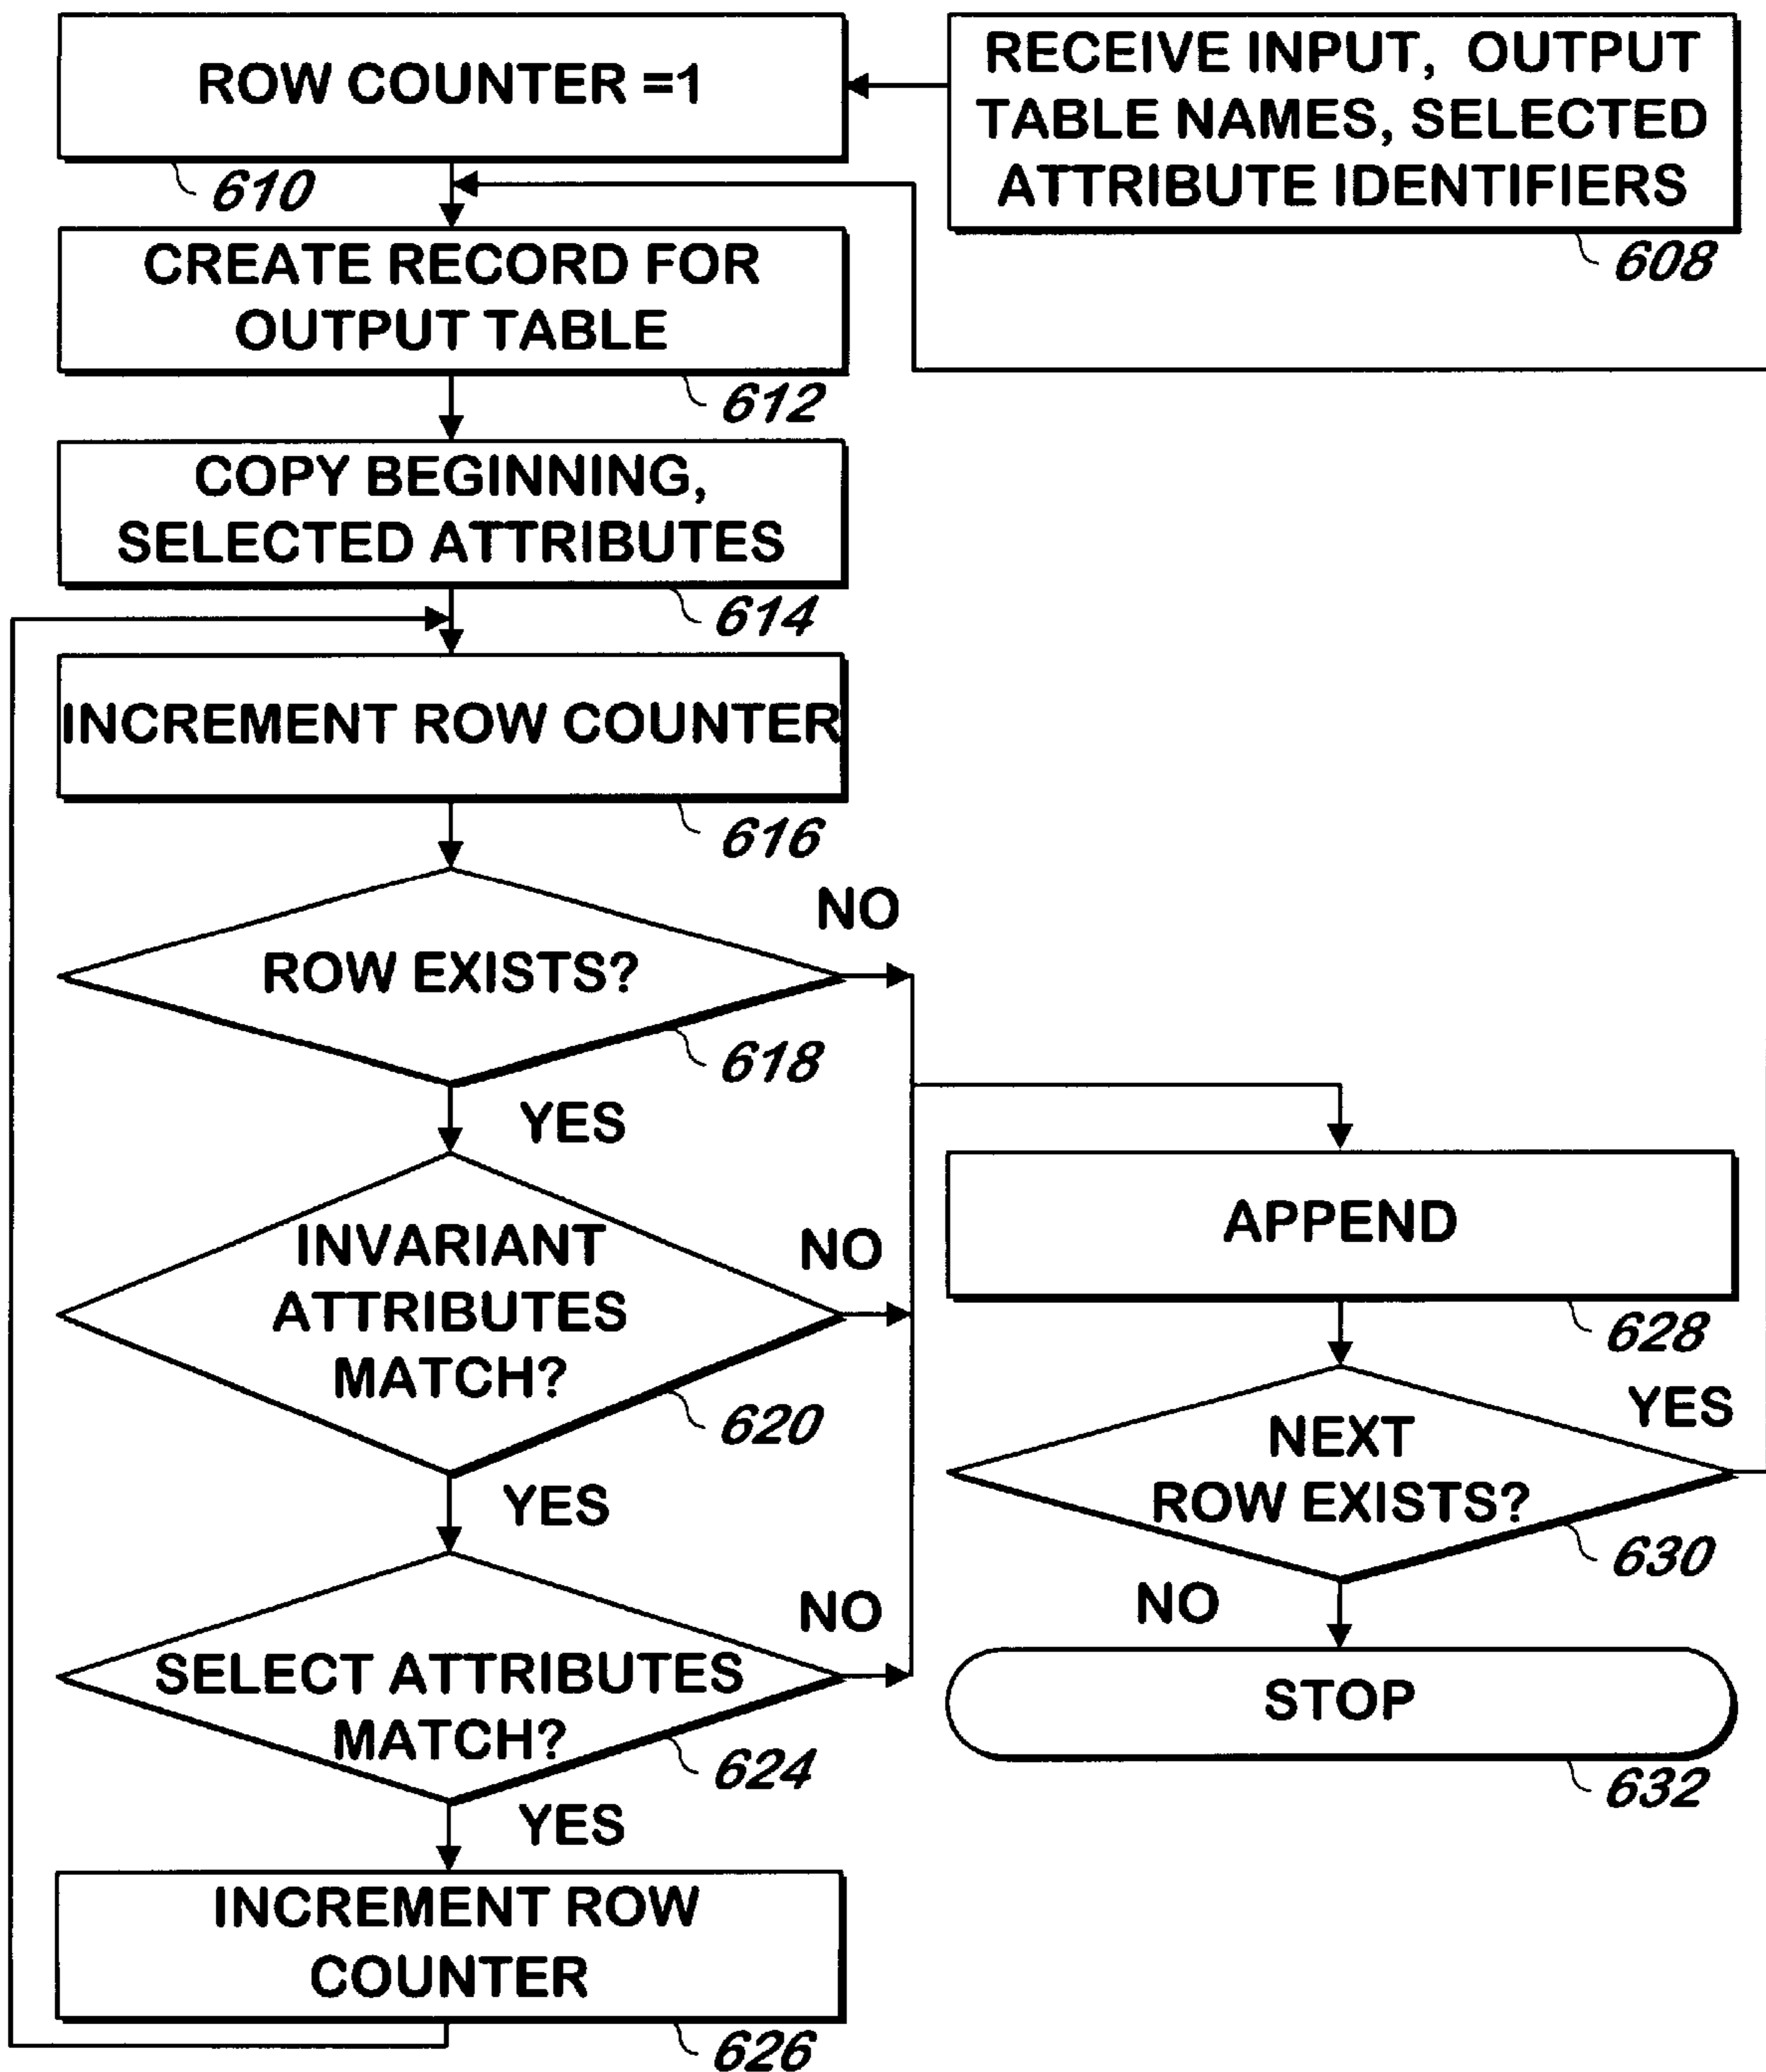 RECEIVE INPUT, OUTPUT
TABLE NAMES, SELECTED
ATTRIBUTE IDENTIFIERS
608
ROW COUNTER =1
610
CREATE RECORD FOR
OUTPUT TABLE
612
COPY BEGINNING,
SELECTED ATTRIBUTES
614
INCREMENT ROW COUNTER
616
ROW EXISTS?
NO
618
YES
INVARIANT
ATTRIBUTES
MATCH?
NO
620
YES
SELECT ATTRIBUTES
MATCH?
NO
624
YES
INCREMENT ROW
COUNTER
626
APPEND
628
NEXT
ROW EXISTS?
YES
630
NO
STOP
632